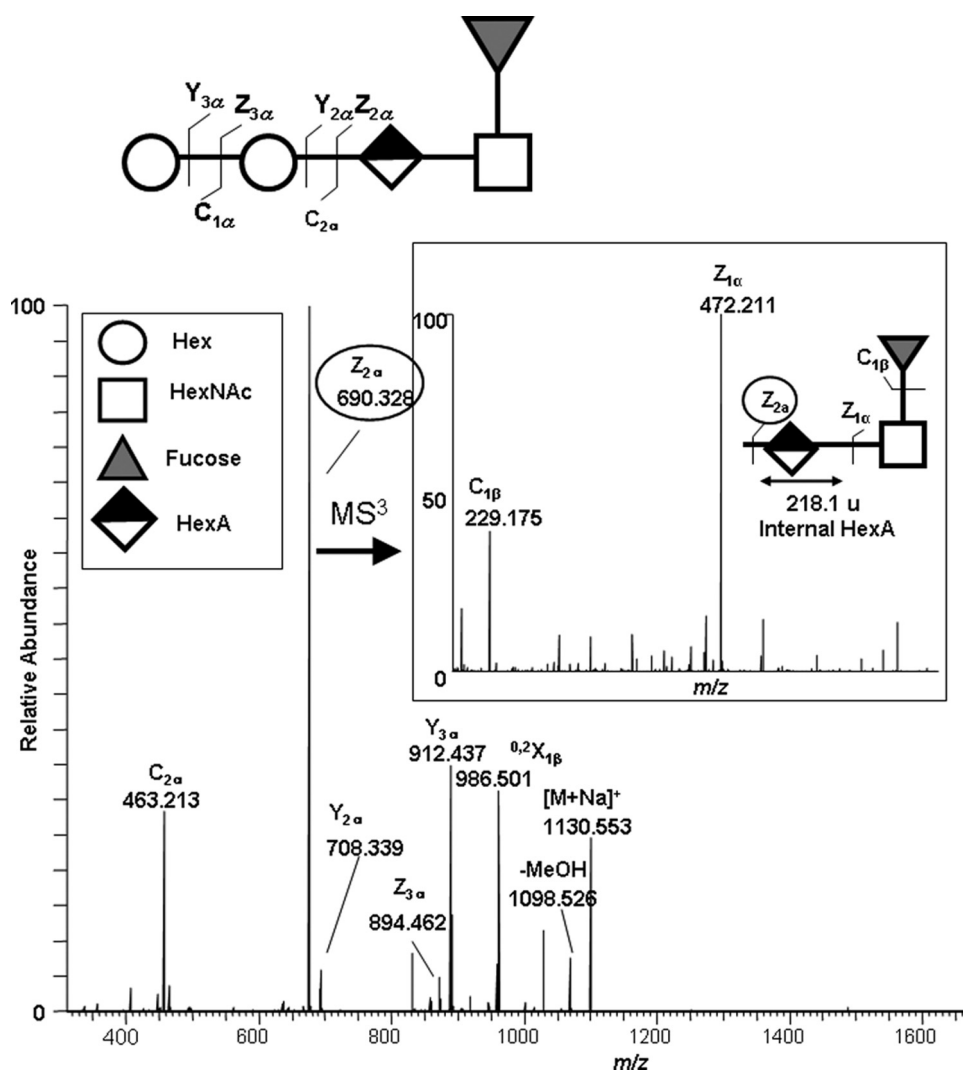 Y3α
Z3α
Y2α Z2α
C1α
C2α
100
Hex
HexNAc
Fucose
HexA
Z2α
690.328
MS3
100
50
0
Z1α
472.211
C1β
229.175
C1β
Z2a
Z1α
218.1 u
Internal HexA
m/z
Relative Abundance
C2α
463.213
Y2α
708.339
Z3α
894.462
Y3α
912.437
0,2X1β
986.501
[M+Na]+
1130.553
-MeOH
1098.526
0
400 600 800 1000 1200 1400 1600
m/z